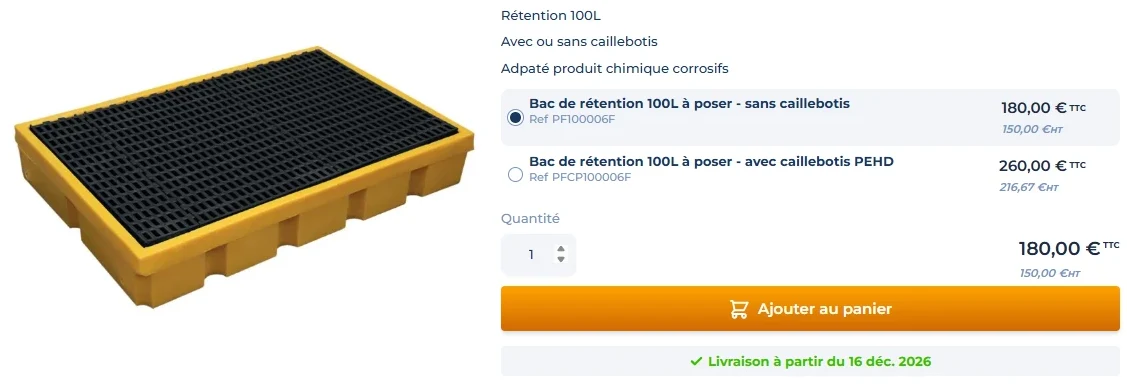 Rétention 100L
Avec ou sans caillebotis
Adpaté produit chimique corrosifs
Bac de rétention 100L à poser - sans caillebotis 180,00 € TTC
Ref PF100006F 150,00 €HT
Bac de rétention 100L à poser - avec caillebotis PEHD 260,00 € TTC
Ref PFCP100006F 216,67 €HT
Quantité
1 180,00 € TTC
150,00 €HT
Ajouter au panier
Livraison à partir du 16 déc. 2026